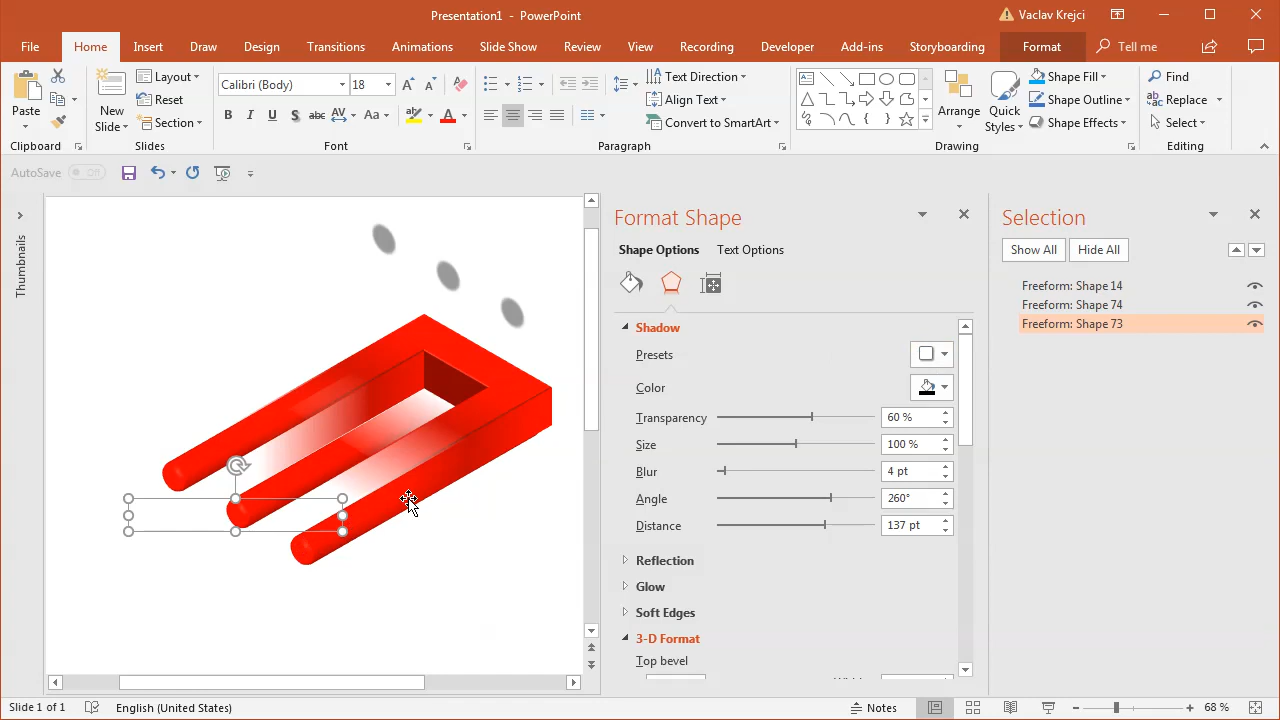 Presentation1 - PowerPoint
Vaclav Krejci
File Home Insert Draw Design Transitions Animations Slide Show Review View Recording Developer Add-ins Storyboarding Format Tell me
Paste
New Slide
Layout
Reset
Section
Calibri (Body) 18
B I U S abc AV Aa
A
Text Direction
Align Text
Convert to SmartArt
Arrange
Quick Styles
Shape Fill
Shape Outline
Shape Effects
Find
Replace
Select
Clipboard Slides Font Paragraph Drawing Editing
AutoSave Off
Thumbnails
Format Shape
Shape Options Text Options
Shadow
Presets
Color
Transparency 60 %
Size 100 %
Blur 4 pt
Angle 260°
Distance 137 pt
Reflection
Glow
Soft Edges
3-D Format
Top bevel
Selection
Show All Hide All
Freeform: Shape 14
Freeform: Shape 74
Freeform: Shape 73
Slide 1 of 1 English (United States) Notes 68 %